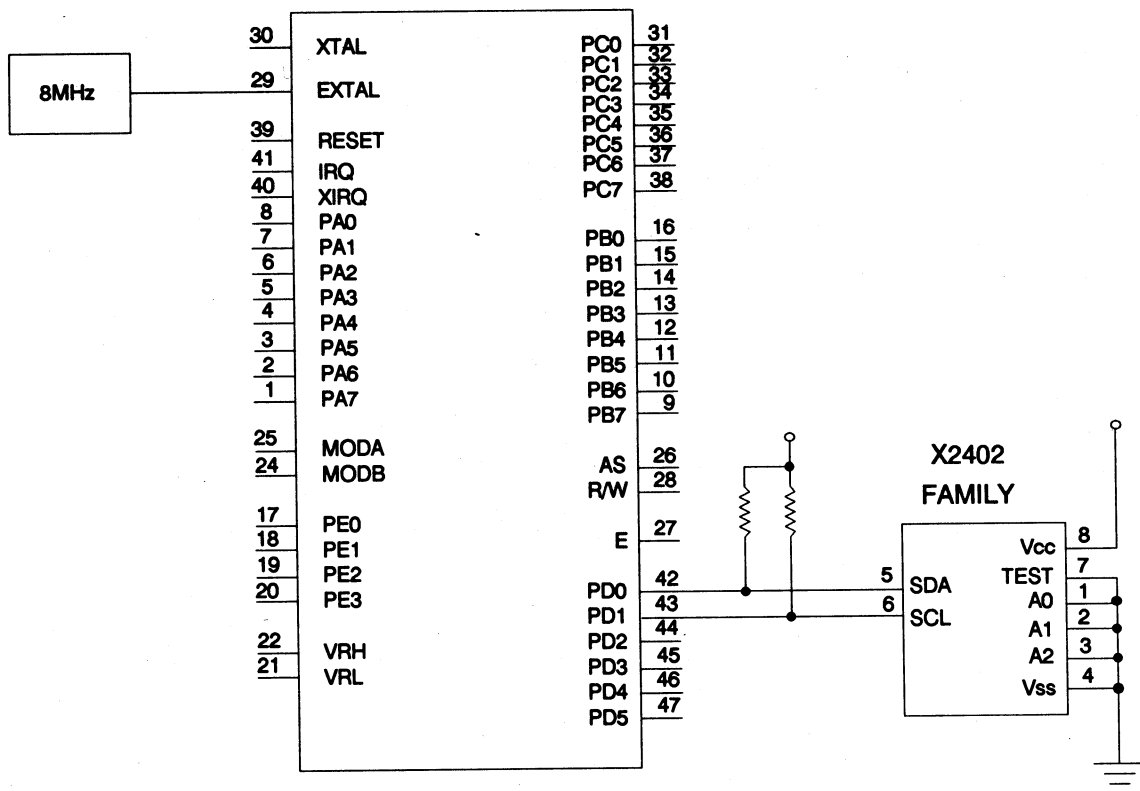 8MHz
30 XTAL
29 EXTAL
39 RESET
41 IRQ
40 XIRQ
8 PA0
7 PA1
6 PA2
5 PA3
4 PA4
3 PA5
2 PA6
1 PA7
25 MODA
24 MODB
17 PE0
18 PE1
19 PE2
20 PE3
22 VRH
21 VRL
PC0 31
PC1 32
PC2 33
PC3 34
PC4 35
PC5 36
PC6 37
PC7 38
PB0 16
PB1 15
PB2 14
PB3 13
PB4 12
PB5 11
PB6 10
PB7 9
AS 26
R/W 28
E 27
PD0 42
PD1 43
PD2 44
PD3 45
PD4 46
PD5 47
X2402
FAMILY
5 SDA
6 SCL
Vcc 8
TEST 7
A0 1
A1 2
A2 3
Vss 4